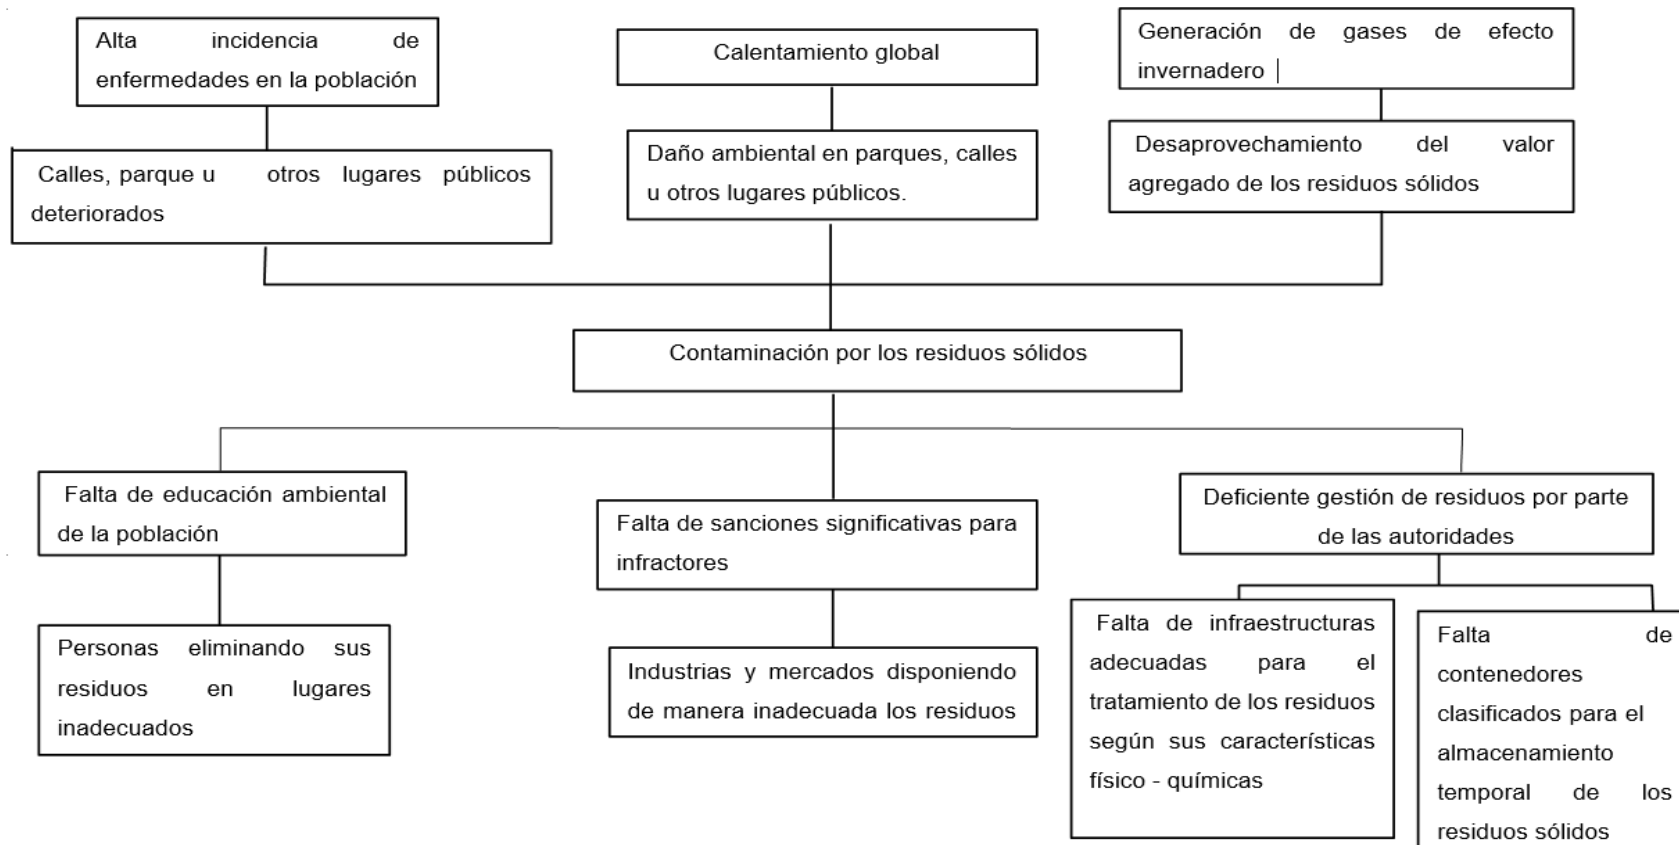 Alta incidencia de
enfermedades en la población
Calentamiento global
Generación de gases de efecto
invernadero
Calles, parque u otros lugares públicos
deteriorados
Daño ambiental en parques, calles
u otros lugares públicos.
Desaprovechamiento del valor
agregado de los residuos sólidos
Contaminación por los residuos sólidos
Falta de educación ambiental
de la población
Falta de sanciones significativas para
infractores
Deficiente gestión de residuos por parte
de las autoridades
Personas eliminando sus
residuos en lugares
inadecuados
Industrias y mercados disponiendo
de manera inadecuada los residuos
Falta de infraestructuras
adecuadas para el
tratamiento de los residuos
según sus características
físico - químicas
Falta de
contenedores
clasificados para el
almacenamiento
temporal de los
residuos sólidos